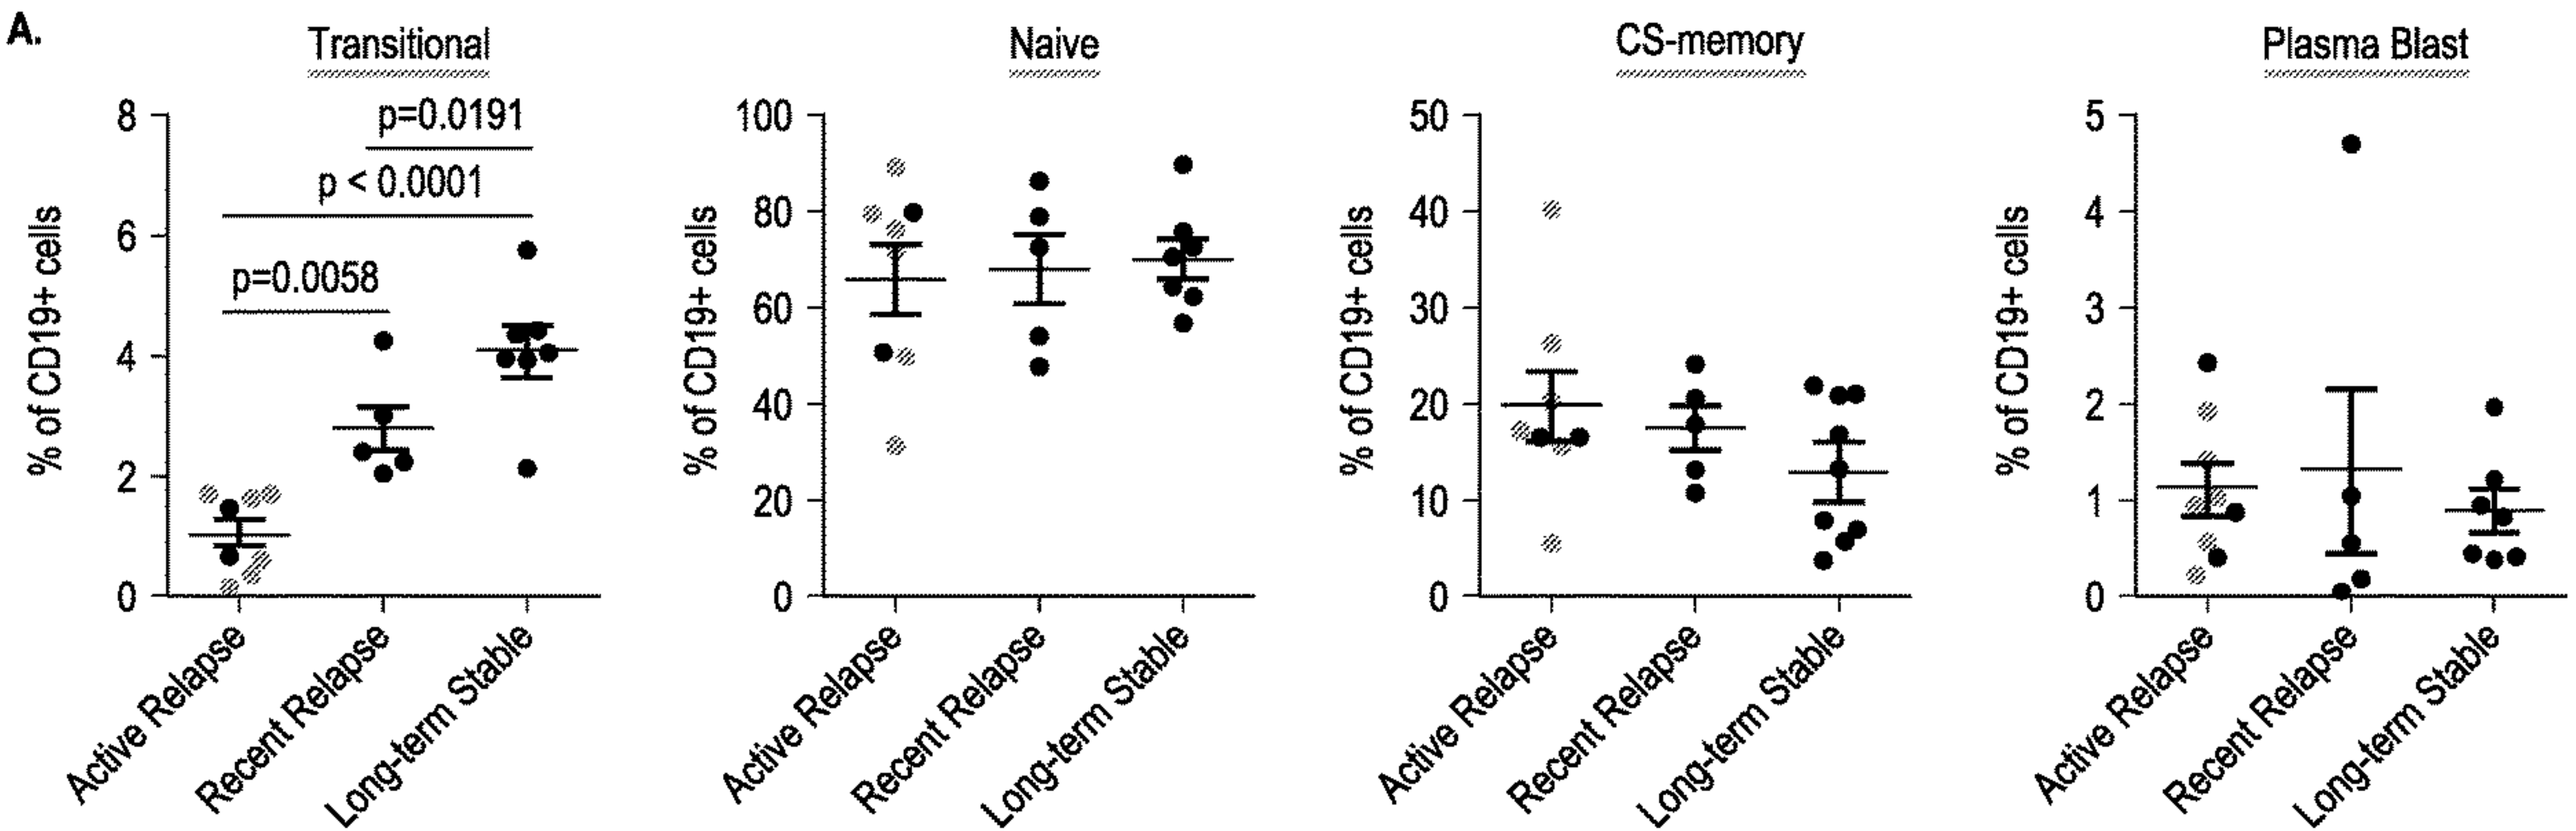 A.
Transitional
8
6
4
2
0
% of CD19+ cells
p=0.0191
p < 0.0001
p=0.0058
Active Relapse
Recent Relapse
Long-term Stable
Naive
100
80
60
40
20
0
% of CD19+ cells
Active Relapse
Recent Relapse
Long-term Stable
CS-memory
50
40
30
20
10
0
% of CD19+ cells
Active Relapse
Recent Relapse
Long-term Stable
Plasma Blast
5
4
3
2
1
0
% of CD19+ cells
Active Relapse
Recent Relapse
Long-term Stable